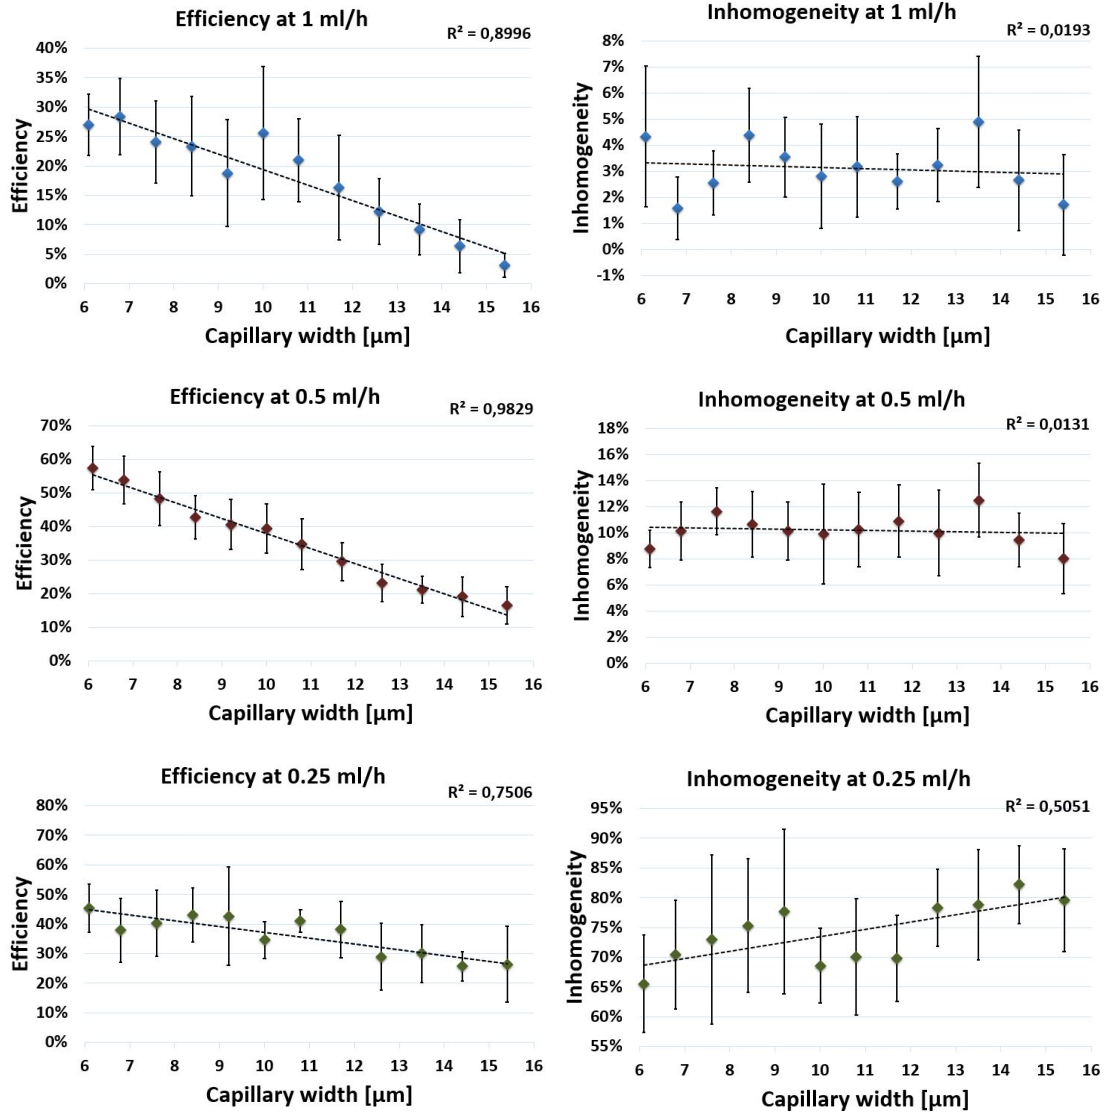 Efficiency at 1 ml/h
R² = 0,8996
40%
35%
30%
25%
20%
15%
10%
5%
0%
Efficiency
6 7 8 9 10 11 12 13 14 15 16
Capillary width [µm]
Inhomogeneity at 1 ml/h
R² = 0,0193
8%
7%
6%
5%
4%
3%
2%
1%
0%
-1%
Inhomogeneity
6 7 8 9 10 11 12 13 14 15 16
Capillary width [µm]
Efficiency at 0.5 ml/h
R² = 0,9829
70%
60%
50%
40%
30%
20%
10%
0%
Efficiency
6 7 8 9 10 11 12 13 14 15 16
Capillary width [µm]
Inhomogeneity at 0.5 ml/h
R² = 0,0131
18%
16%
14%
12%
10%
8%
6%
4%
2%
0%
Inhomogeneity
6 7 8 9 10 11 12 13 14 15 16
Capillary width [µm]
Efficiency at 0.25 ml/h
R² = 0,7506
80%
70%
60%
50%
40%
30%
20%
10%
0%
Efficiency
6 7 8 9 10 11 12 13 14 15 16
Capillary width [µm]
Inhomogeneity at 0.25 ml/h
R² = 0,5051
95%
90%
85%
80%
75%
70%
65%
60%
55%
Inhomogeneity
6 7 8 9 10 11 12 13 14 15 16
Capillary width [µm]